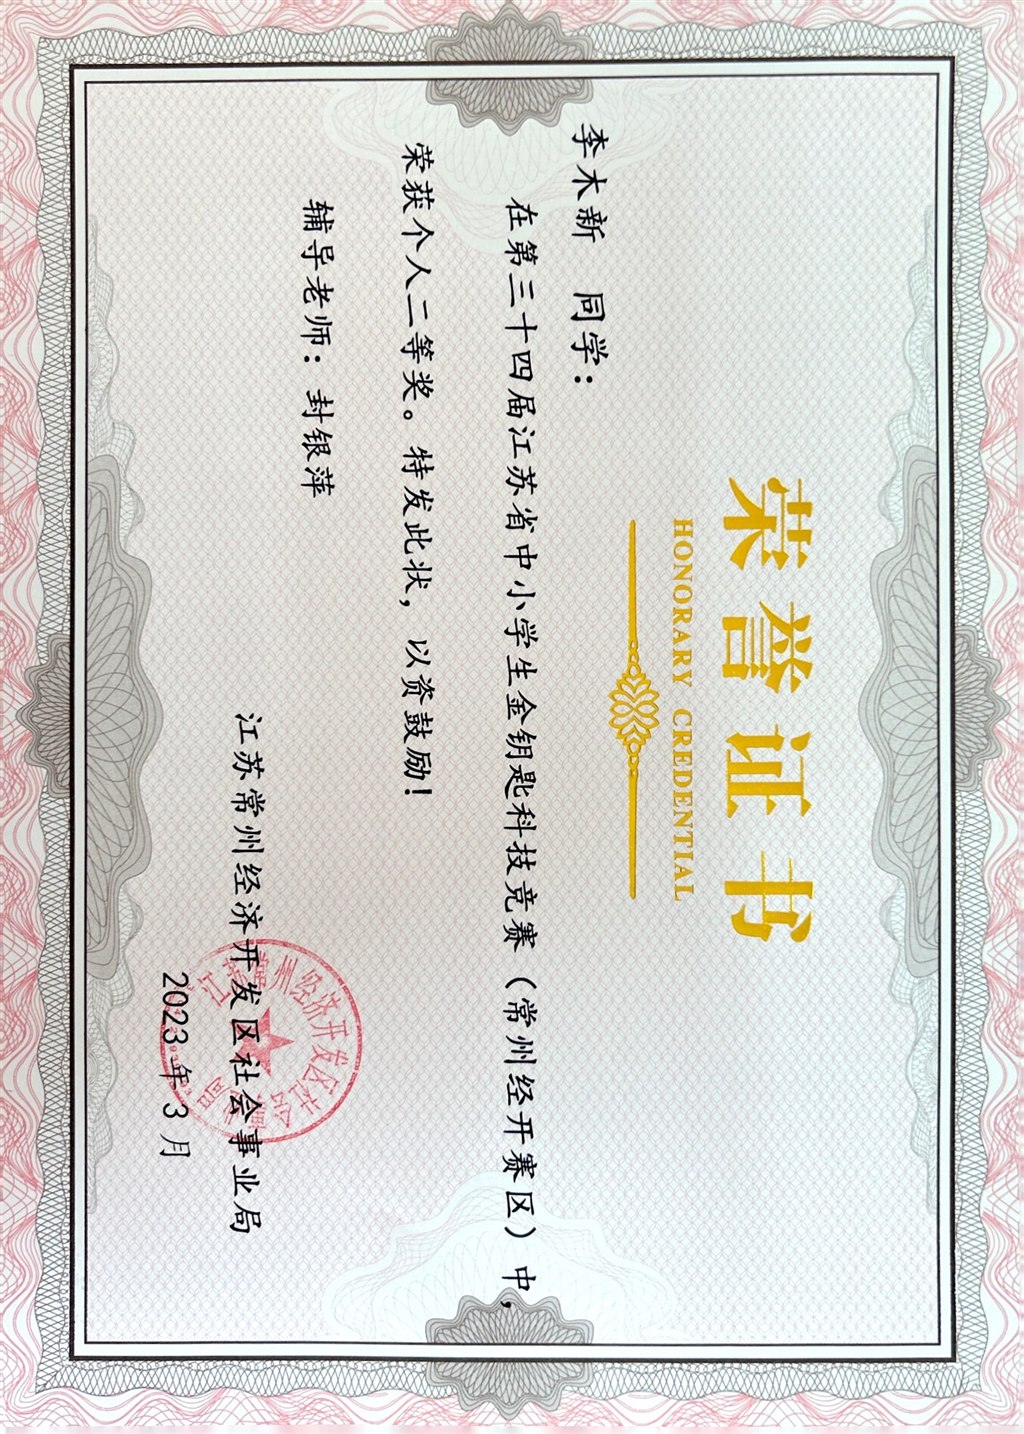 荣誉证书
HONORARY CREDENTIAL
李木新 同学：
在第三十四届江苏省中小学生金钥匙科技竞赛（常州经开赛区）中，
荣获个人二等奖。特发此状，以资鼓励！
辅导老师：封银萍
江苏常州经济开发区社会事业局
2023年3月